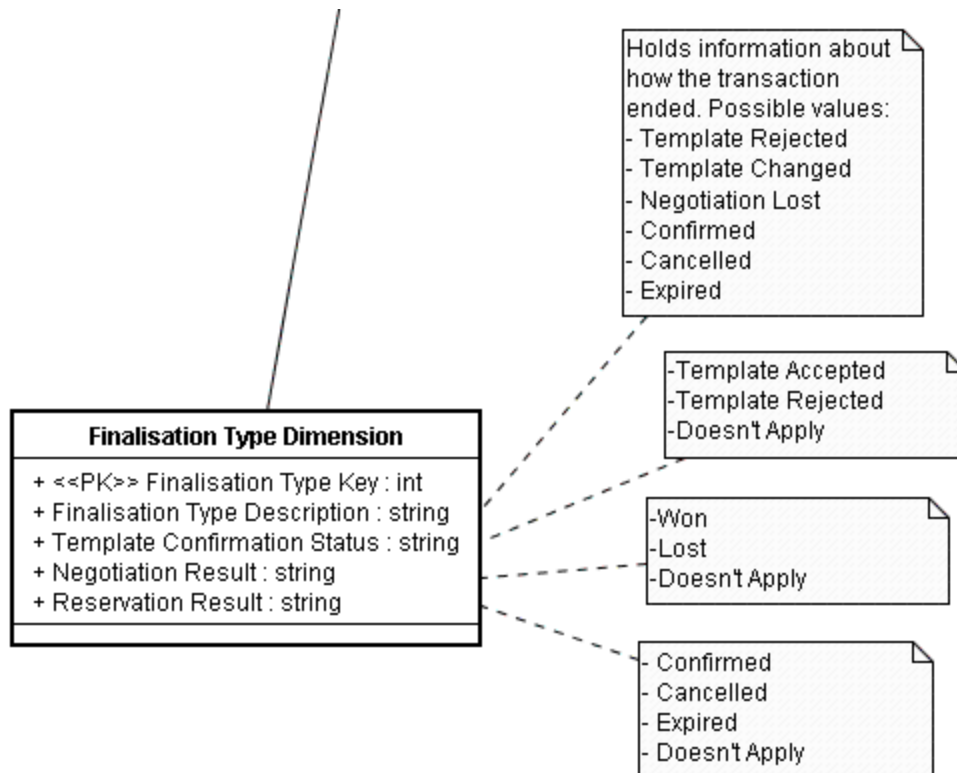 Holds information about
how the transaction
ended. Possible values:
- Template Rejected
- Template Changed
- Negotiation Lost
- Confirmed
- Cancelled
- Expired
-Template Accepted
-Template Rejected
-Doesn't Apply
Finalisation Type Dimension
+ <<PK>> Finalisation Type Key : int
+ Finalisation Type Description : string
+ Template Confirmation Status : string
+ Negotiation Result : string
+ Reservation Result : string
-Won
-Lost
-Doesn't Apply
- Confirmed
- Cancelled
- Expired
- Doesn't Apply